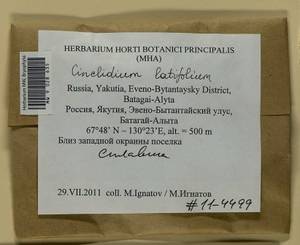 HERBARIUM HORTI BOTANICI PRINCIPALIS
(MHA)
Cinclidium latifolium
Russia, Yakutia, Eveno-Bytantaysky District,
Batagai-Alyta
Россия, Якутия, Эвено-Бытантайский улус,
Батагай-Алыта
67°48' N – 130°23'E, alt. = 500 m
Близ западной окраины поселка
29.VII.2011 coll. M.Ignatov / М.Игнатов
#11-4499